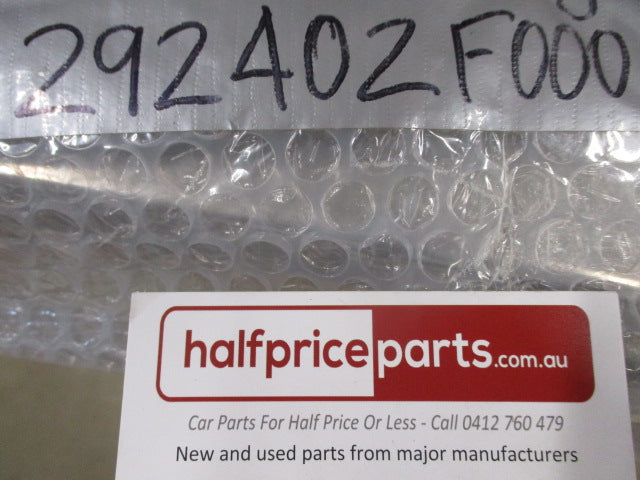 292402F000
halfpriceparts.com.au
Car Parts For Half Price Or Less - Call 0412 760 479
New and used parts from major manufacturers